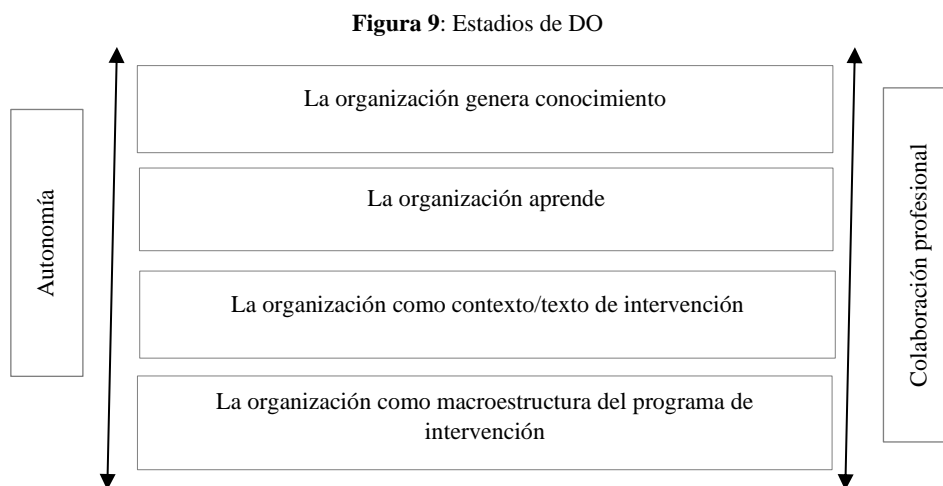 Figura 9: Estadios de DO
La organización genera conocimiento
La organización aprende
La organización como contexto/texto de intervención
La organización como macroestructura del programa de
intervención
Autonomía
Colaboración profesional